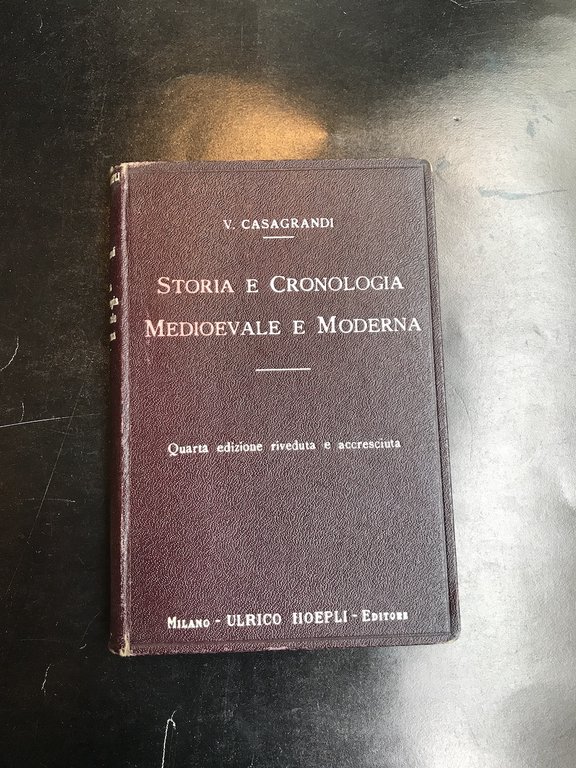 V. CASAGRANDI
STORIA E CRONOLOGIA
MEDIOEVALE E MODERNA
Quarta edizione riveduta e accresciuta
MILANO - ULRICO HOEPLI - EDITORE